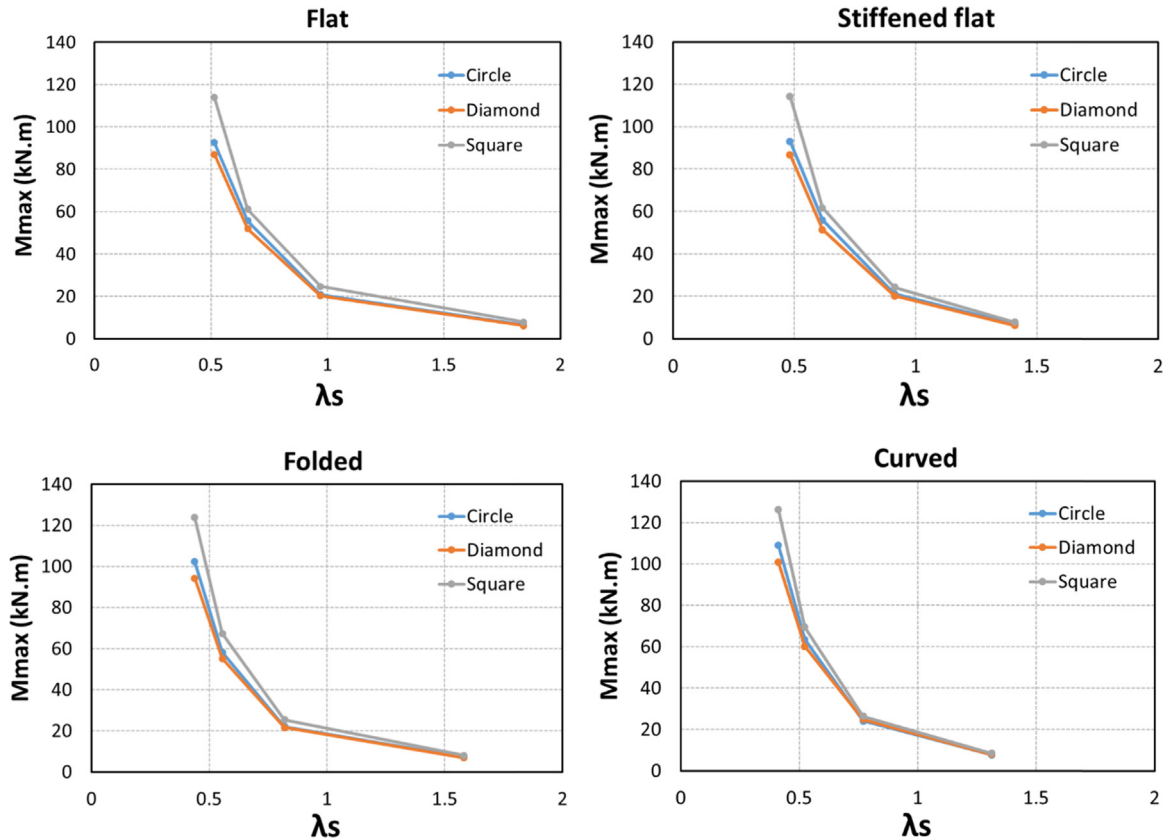 Flat
140
120
100
80
60
40
20
0
0 0.5 1 1.5 2
Mmax (kN.m)
λs
Circle
Diamond
Square
Stiffened flat
140
120
100
80
60
40
20
0
0 0.5 1 1.5 2
Mmax (kN.m)
λs
Circle
Diamond
Square
Folded
140
120
100
80
60
40
20
0
0 0.5 1 1.5 2
Mmax (kN.m)
λs
Circle
Diamond
Square
Curved
140
120
100
80
60
40
20
0
0 0.5 1 1.5 2
Mmax (kN.m)
λs
Circle
Diamond
Square